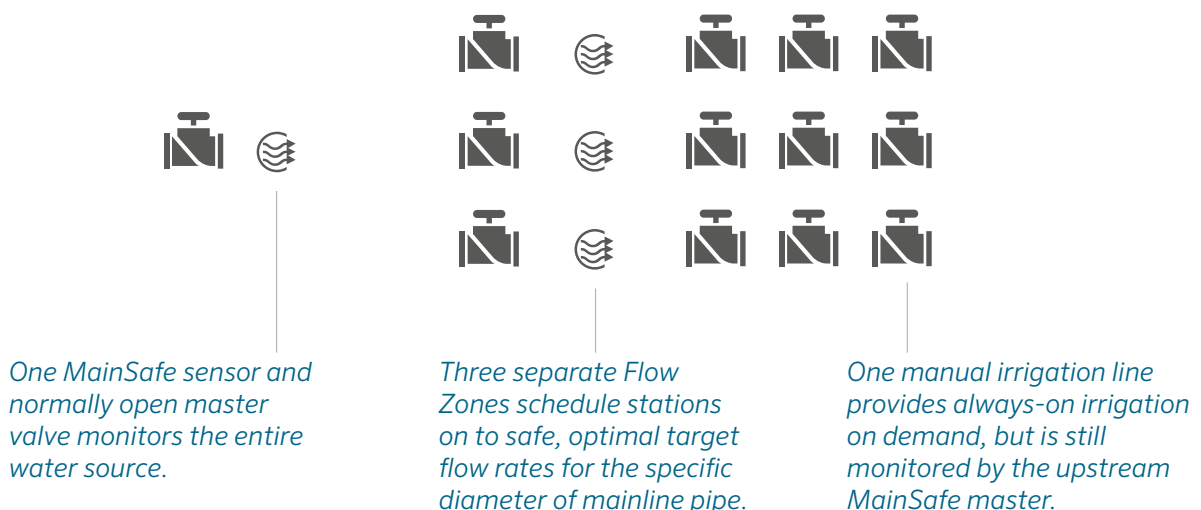 One MainSafe sensor and
normally open master
valve monitors the entire
water source.
Three separate Flow
Zones schedule stations
on to safe, optimal target
flow rates for the specific
diameter of mainline pipe.
One manual irrigation line
provides always-on irrigation
on demand, but is still
monitored by the upstream
MainSafe master.